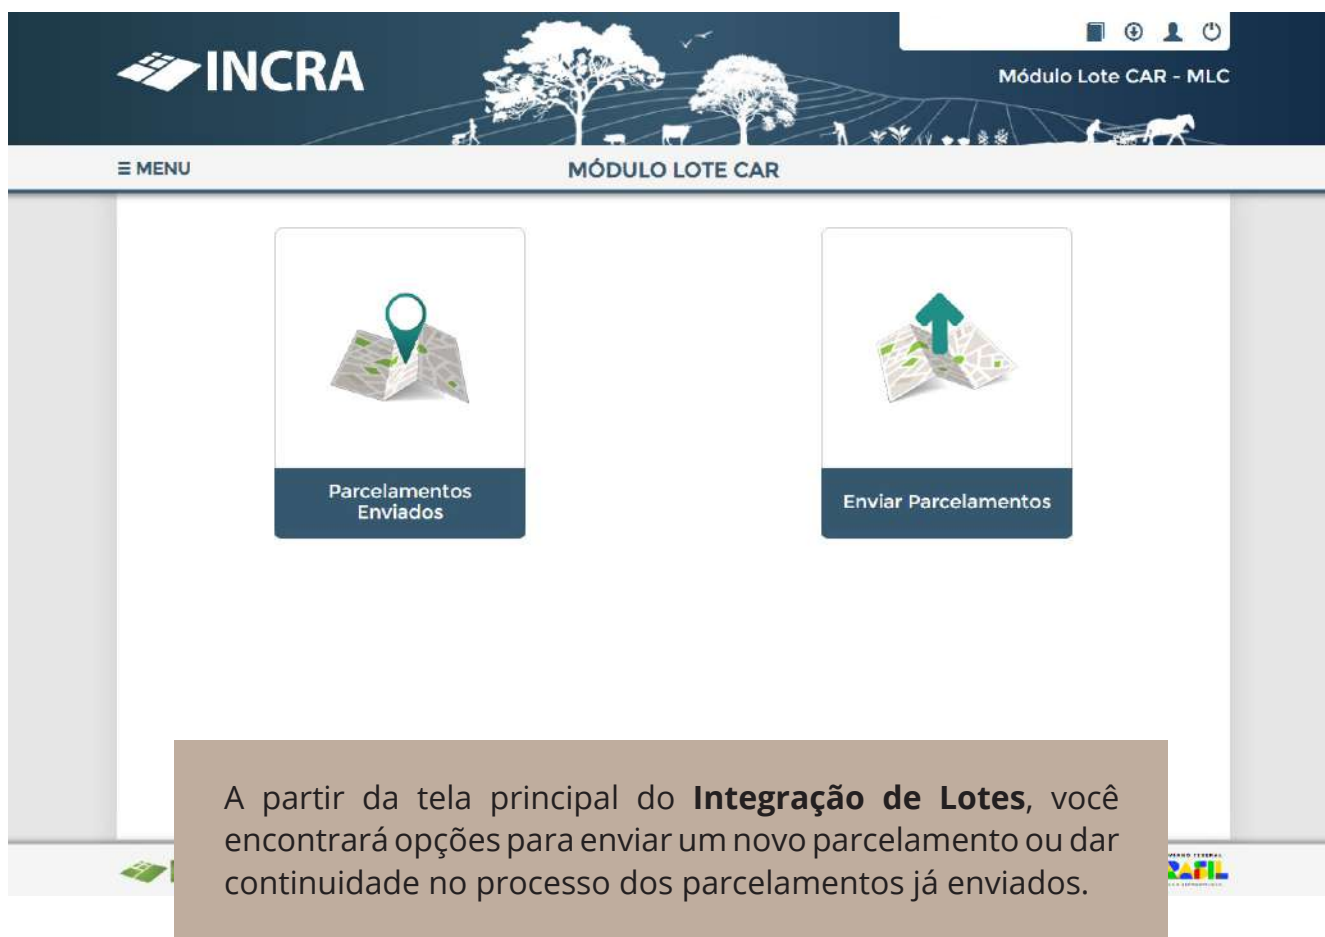 INCRA
Módulo Lote CAR - MLC
☰ MENU
MÓDULO LOTE CAR
Parcelamentos
Enviados
Enviar Parcelamentos
A partir da tela principal do Integração de Lotes, você
encontrará opções para enviar um novo parcelamento ou dar
continuidade no processo dos parcelamentos já enviados.